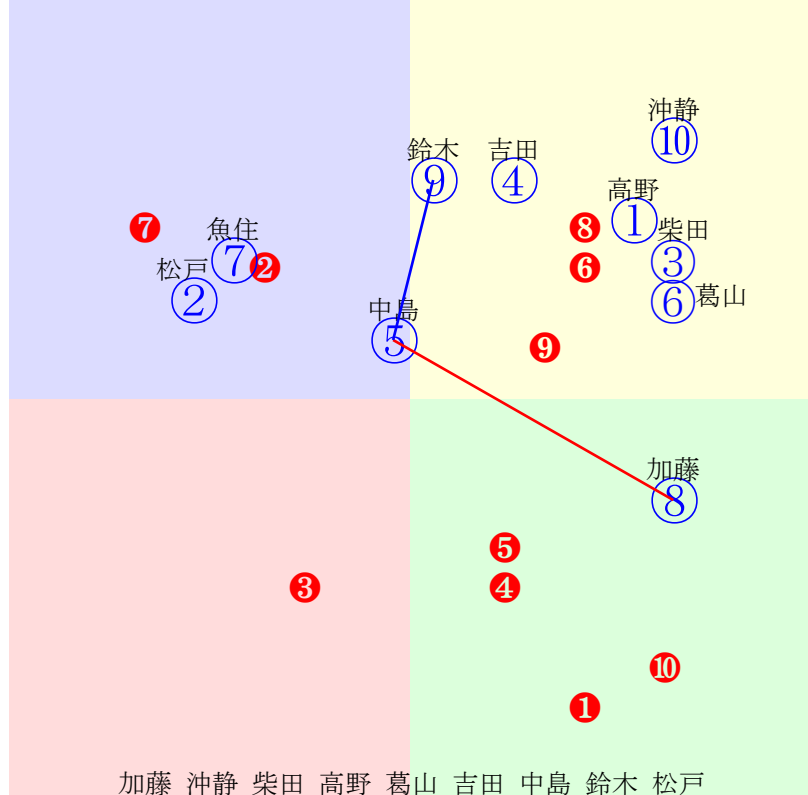 沖静
⑩
鈴木
吉田
⑨
④
高野
①
❼
❽
魚住
柴田
⑦
❷
❻
③
松戸
②
⑥
葛山
中島
⑤
❾
加藤
⑧
❺
❸
❹
❿
❶
加藤 沖静 柴田 高野 葛山 吉田 中島 鈴木 松戸